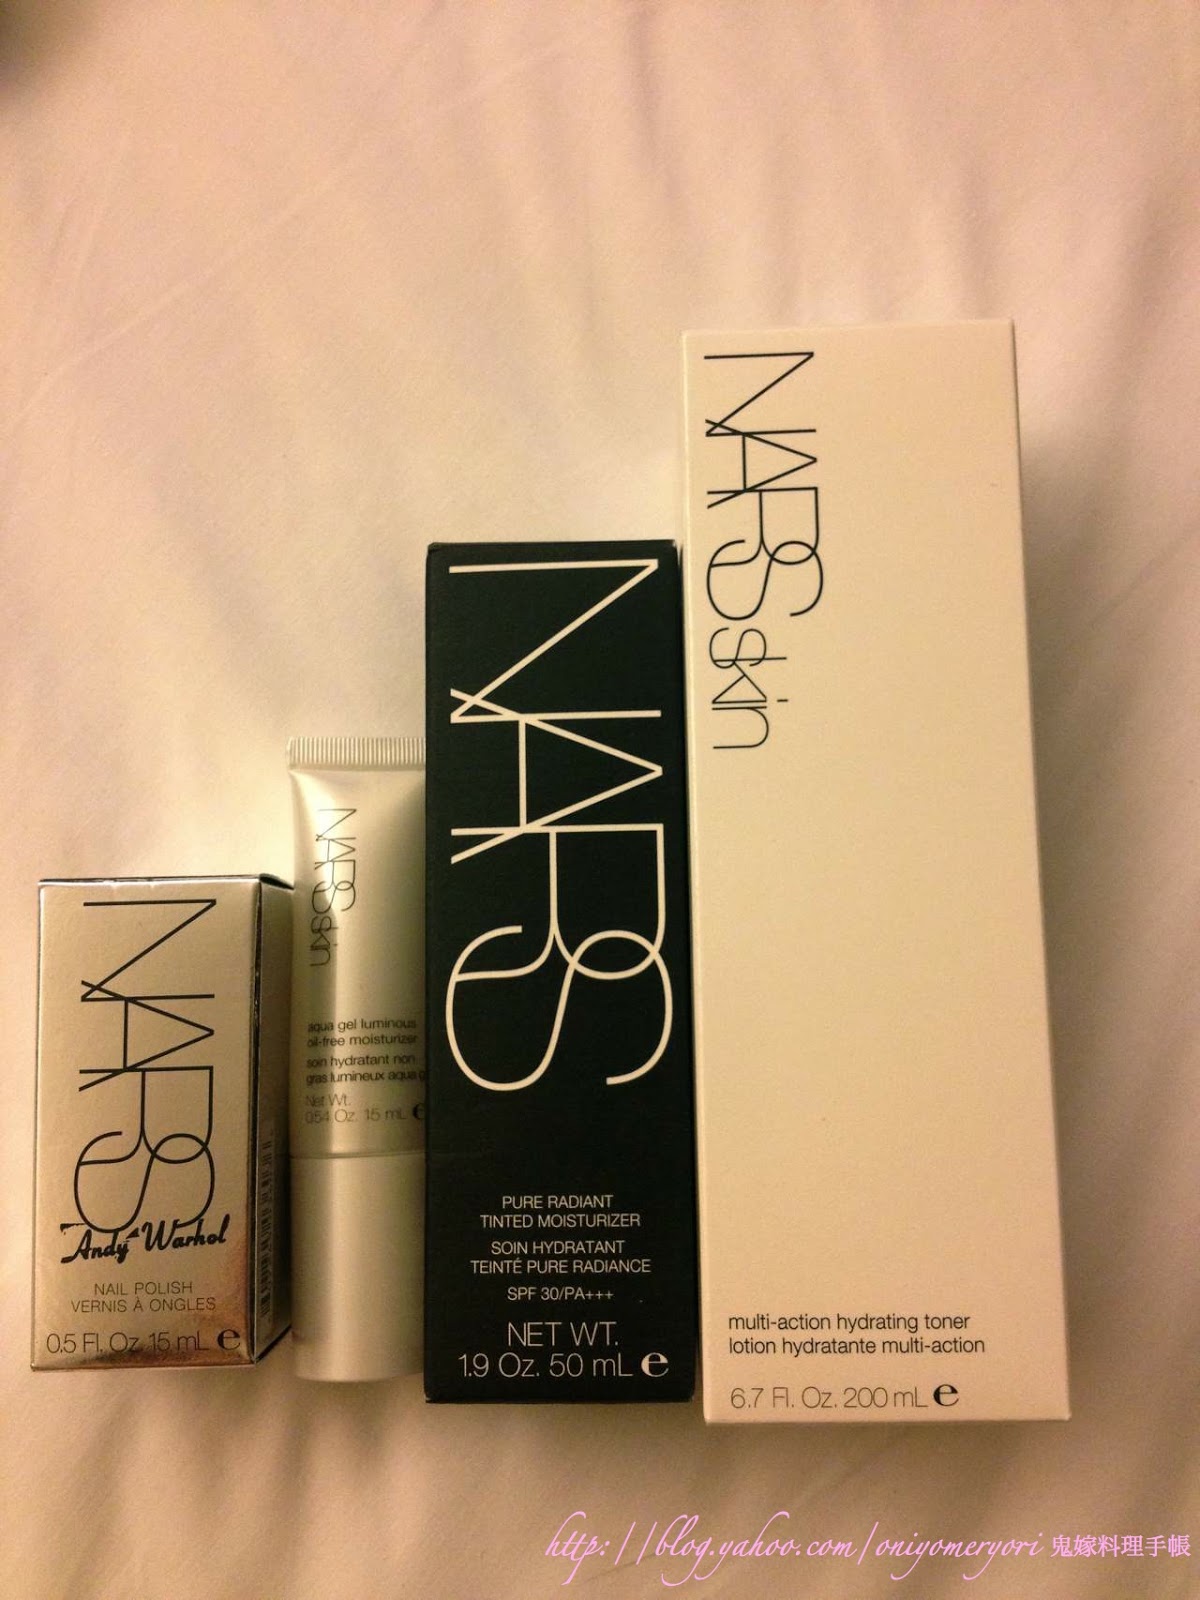 NARS
Andy Warhol
NAIL POLISH
VERNIS À ONGLES
0.5 Fl. Oz. 15 mL e
NARSskin
aqua gel luminous
oil-free moisturizer
soin hydratant non
gras lumineux aqua g
Net Wt.
0.54 Oz. 15 mL e
NARS
PURE RADIANT
TINTED MOISTURIZER
SOIN HYDRATANT
TEINTÉ PURE RADIANCE
SPF 30/PA+++
NET WT.
1.9 Oz. 50 mL e
NARSskin
multi-action hydrating toner
lotion hydratante multi-action
6.7 Fl. Oz. 200 mL e
http://blog.yahoo.com/oniyomeryori 鬼嫁料理手帳